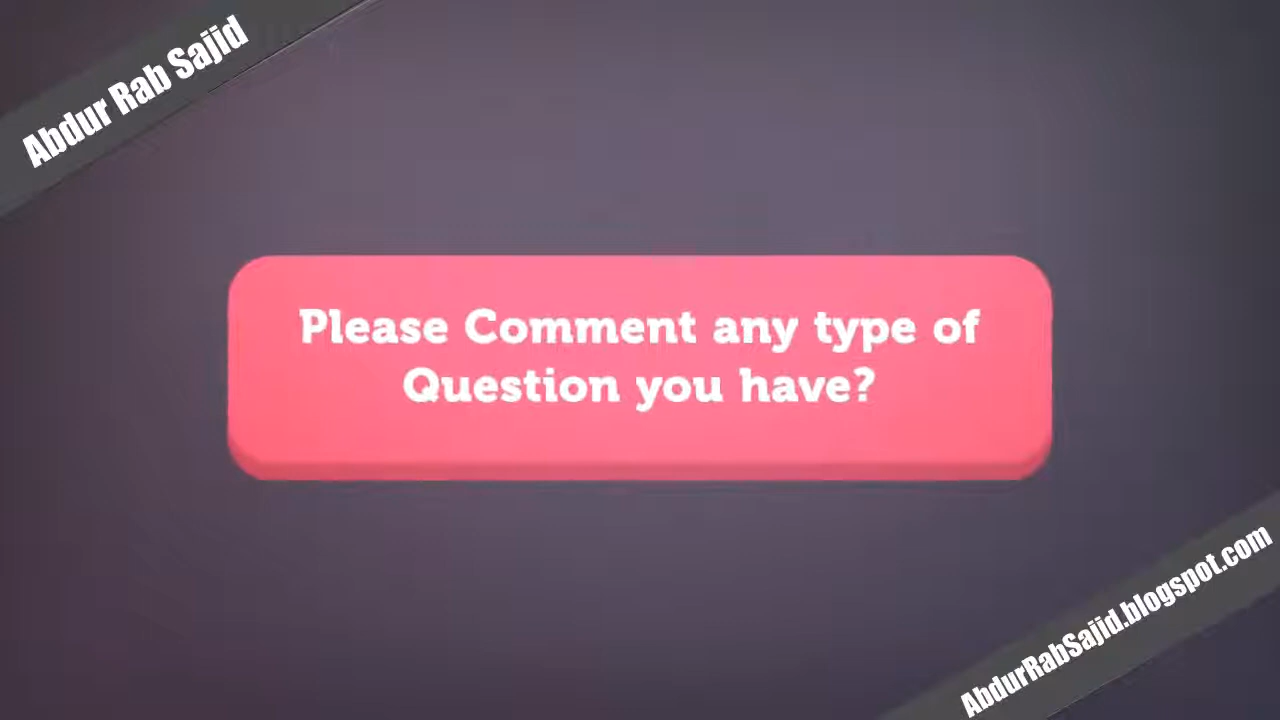 Abdur Rab Sajid
Please Comment any type of
Question you have?
AbdurRabSajid.blogspot.com